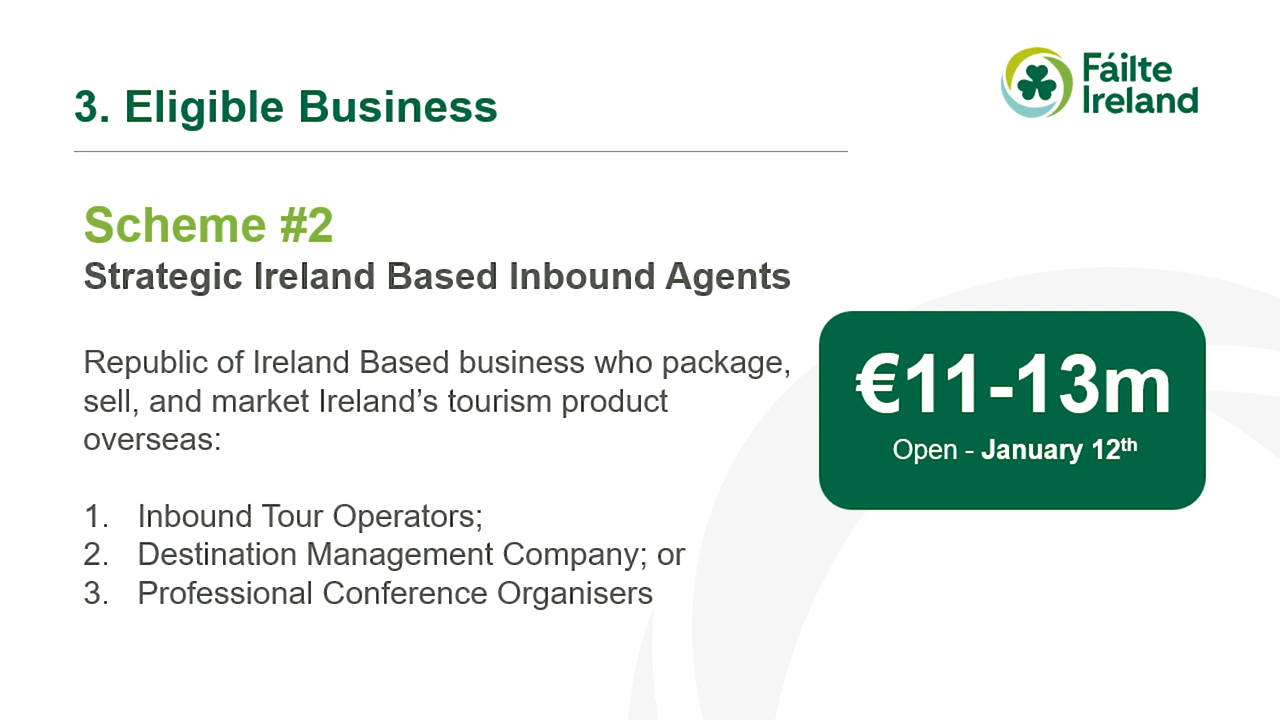 3. Eligible Business
Fáilte
Ireland
Scheme #2
Strategic Ireland Based Inbound Agents
Republic of Ireland Based business who package,
sell, and market Ireland’s tourism product
overseas:
1. Inbound Tour Operators;
2. Destination Management Company; or
3. Professional Conference Organisers
€11-13m
Open - January 12th